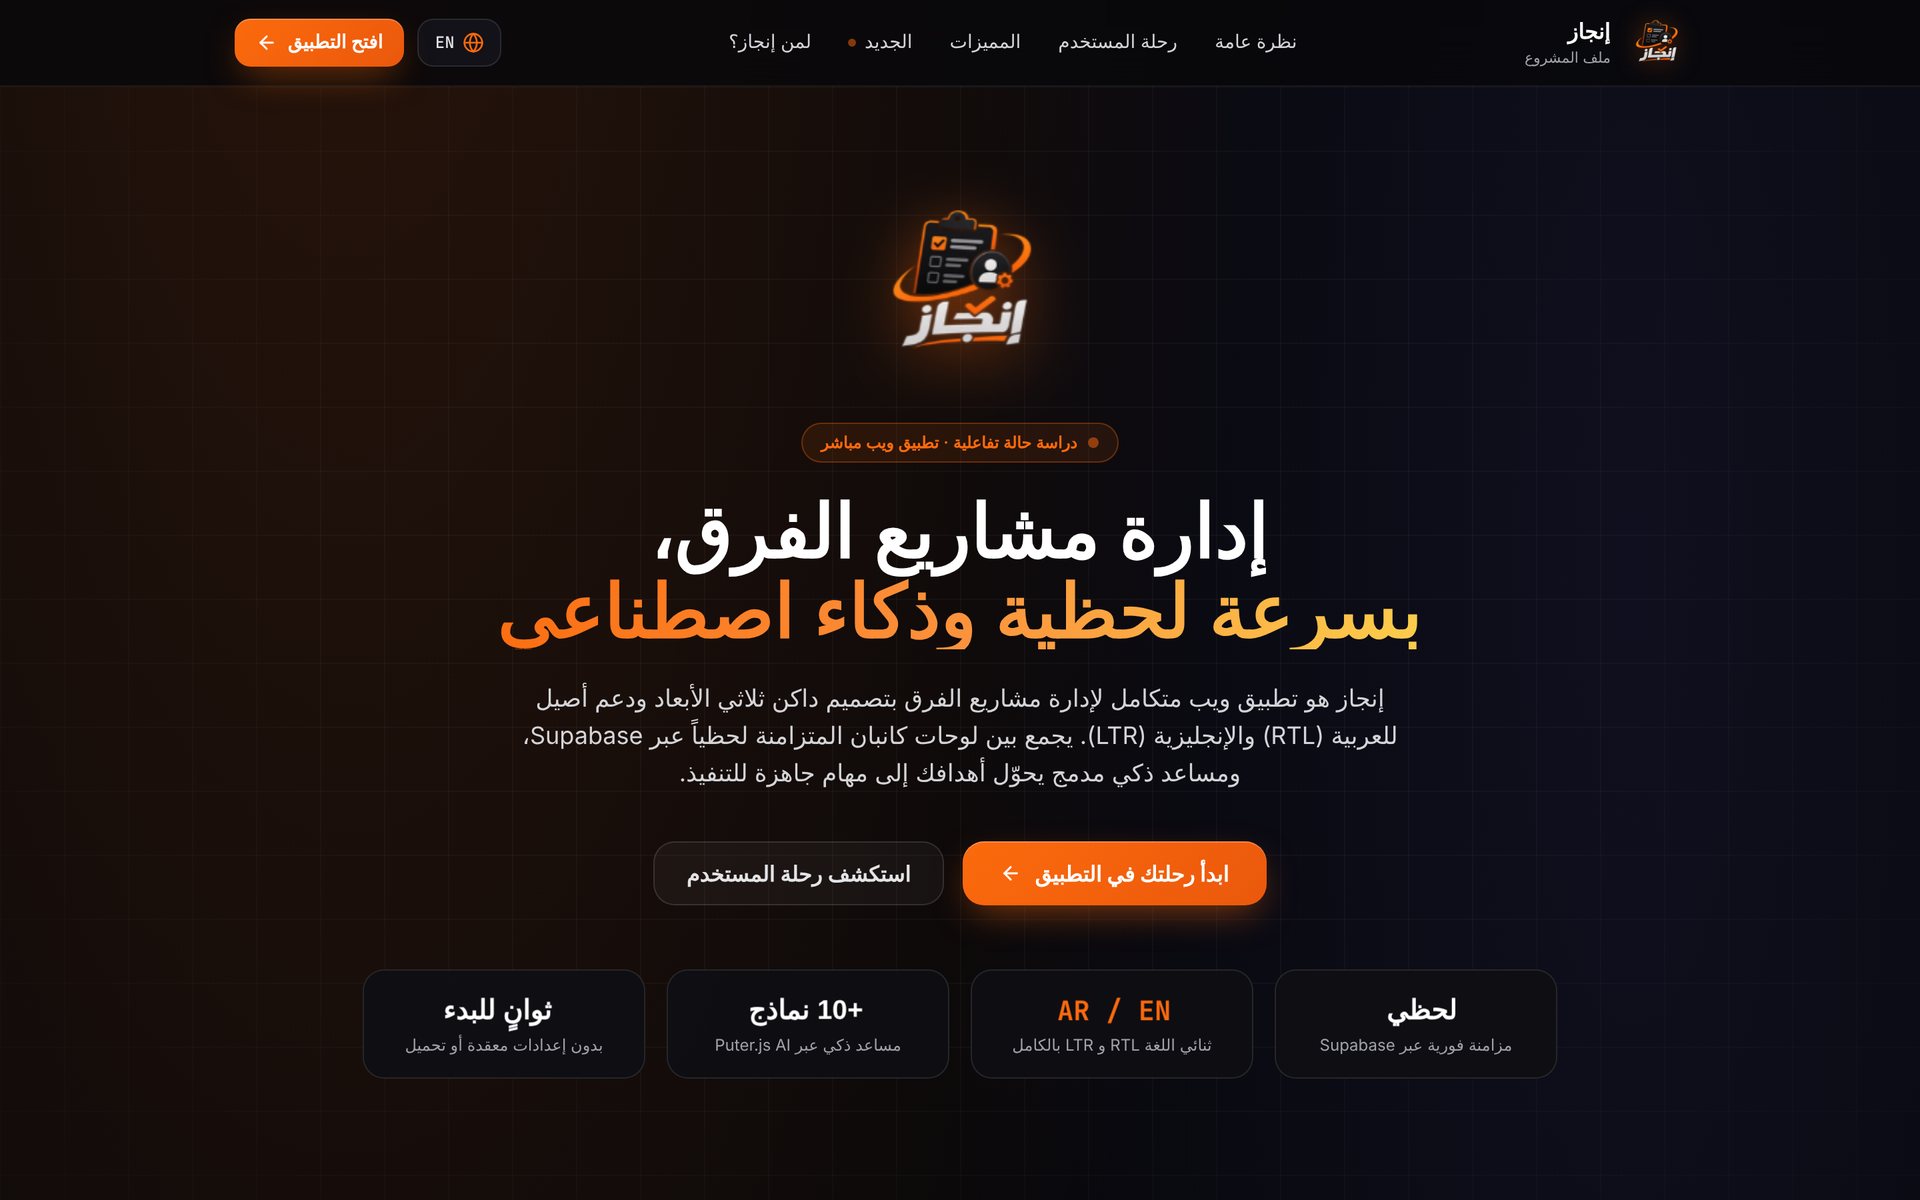 إنجاز
إنجاز
ملف المشروع
نظرة عامة
رحلة المستخدم
المميزات
الجديد
لمن إنجاز؟
EN
افتح التطبيق
إنجاز
دراسة حالة تفاعلية · تطبيق ويب مباشر
إدارة مشاريع الفرق،
بسرعة لحظية وذكاء اصطناعي
إنجاز هو تطبيق ويب متكامل لإدارة مشاريع الفرق بتصميم داكن ثلاثي الأبعاد ودعم أصيل
للعربية (RTL) والإنجليزية (LTR). يجمع بين لوحات كانبان المتزامنة لحظياً عبر Supabase،
ومساعد ذكي مدمج يحوّل أهدافك إلى مهام جاهزة للتنفيذ.
ابدأ رحلتك في التطبيق
استكشف رحلة المستخدم
لحظي
مزامنة فورية عبر Supabase
AR / EN
ثنائي اللغة RTL و LTR بالكامل
+10 نماذج
مساعد ذكي عبر Puter.js AI
ثوانٍ للبدء
بدون إعدادات معقدة أو تحميل